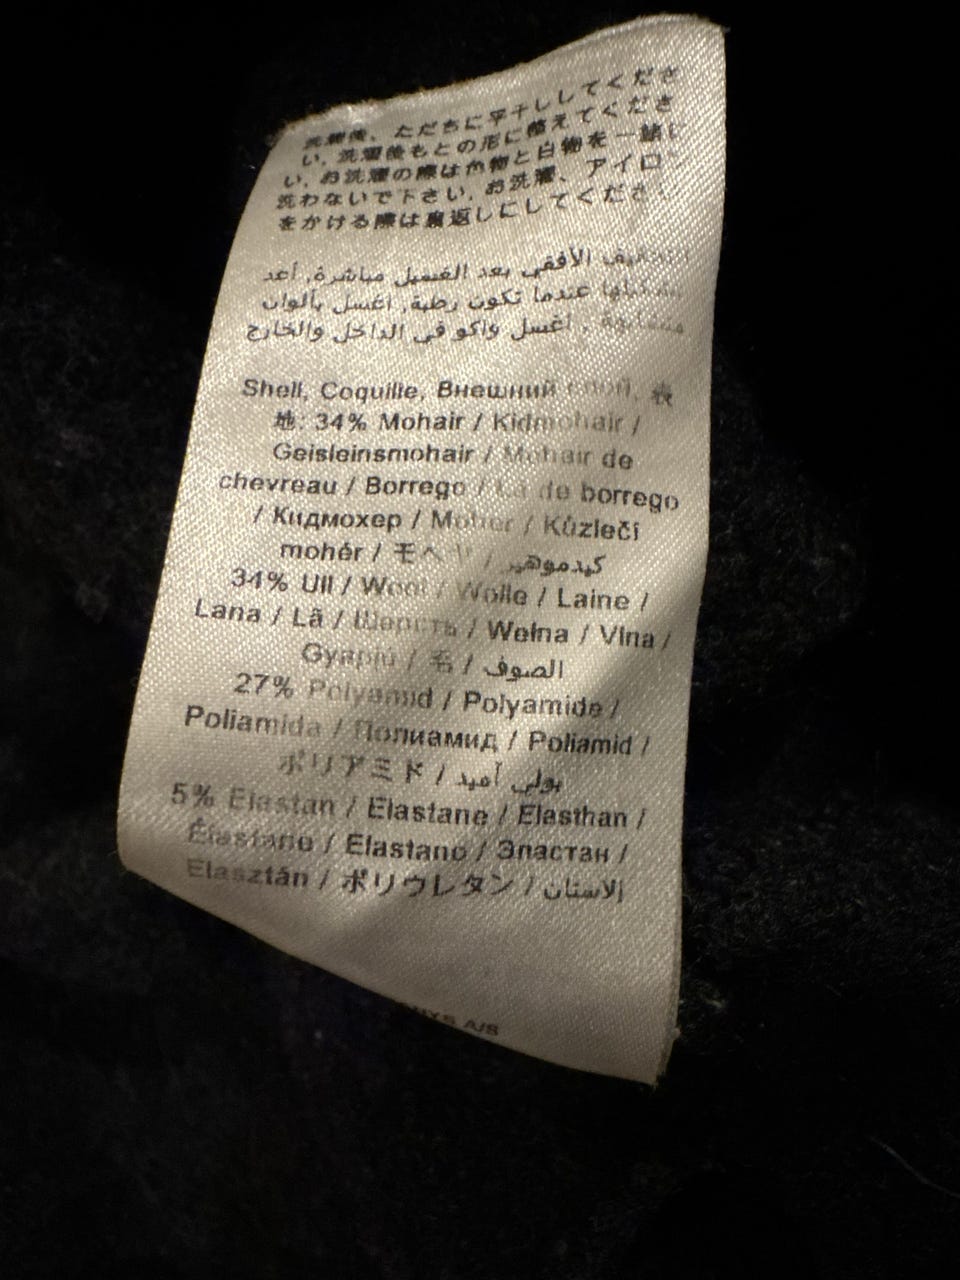 洗濯後、ただちに平干ししてくださ
い, 洗濯後もとの形に整えてくださ
い, お洗濯の際は色物と白物を一緒に
洗わないで下さい, お洗濯、アイロン
をかける際は裏返しにしてください
الأفقي بعد الغسيل مباشرة, أعد
عندما تكون رطبة, اغسل بألوان
اغسل واكو في الداخل والخارج
Shell, Coquille, Внешний слой, 表
地: 34% Mohair / Kidmohair /
Geisleinsmohair / Mohair de
chevreau / Borrego / Lã de borrego
/ Кидмохер / Moher / Kůzlečí
mohér / モヘヤ / كيدموهير
34% Ull / Wool / Wolle / Laine /
Lana / Lã / Шерсть / Wełna / Vlna /
Gyapjú / 毛 / الصوف
27% Polyamid / Polyamide /
Poliamida / Полиамид / Poliamid /
ポリアミド / بولي أميد
5% Elastan / Elastane / Elasthan /
Élasthane / Elastano / Эластан /
Elasztán / ポリウレタン / الاستان
A/S